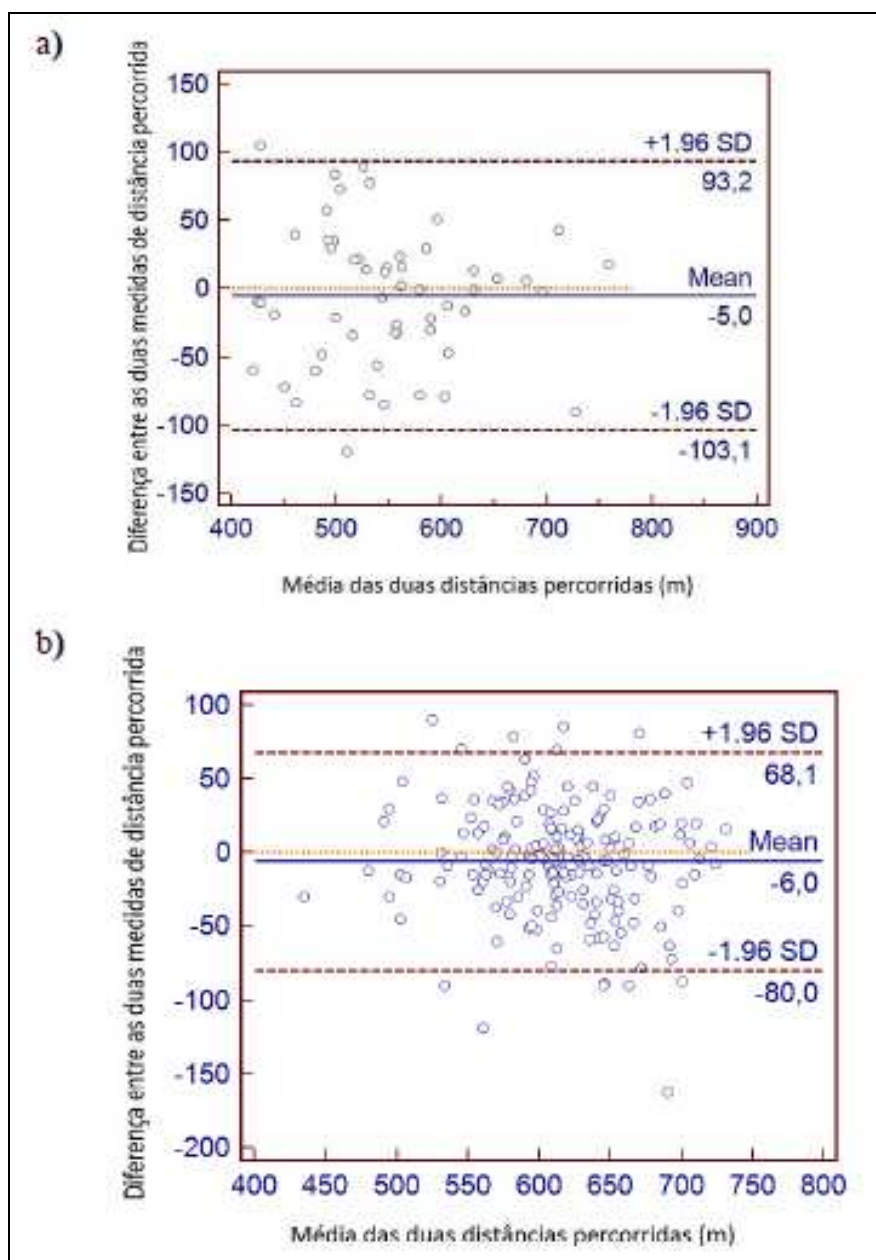 a)
Diferença entre as duas medidas de distância percorrida
150
100
50
0
-50
-100
-150
+1.96 SD
93,2
Mean
-5,0
-1.96 SD
-103,1
400 500 600 700 800 900
Média das duas distâncias percorridas (m)
b)
Diferença entre as duas medidas de distância percorrida
100
50
0
-50
-100
-150
-200
+1.96 SD
68,1
Mean
-6,0
-1.96 SD
-80,0
400 450 500 550 600 650 700 750 800
Média das duas distâncias percorridas (m)